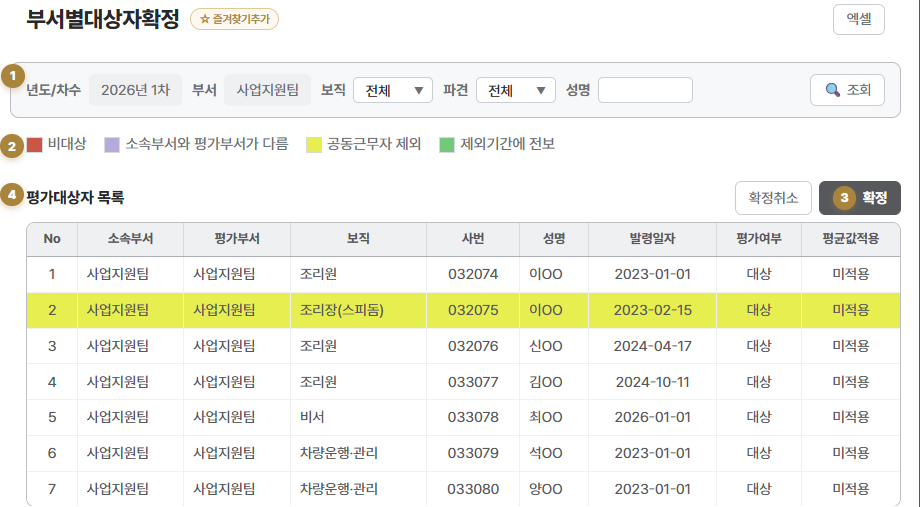 부서별대상자확정 ☆ 즐겨찾기추가 엑셀
1 년도/차수 2026년 1차 부서 사업지원팀 보직 전체 ▼ 파견 전체 ▼ 성명 조회
2 비대상 소속부서와 평가부서가 다름 공동근무자 제외 제외기간에 전보
4 평가대상자 목록 확정취소 3 확정
No 소속부서 평가부서 보직 사번 성명 발령일자 평가여부 평균값적용
1 사업지원팀 사업지원팀 조리원 032074 이OO 2023-01-01 대상 미적용
2 사업지원팀 사업지원팀 조리장(스피돔) 032075 이OO 2023-02-15 대상 미적용
3 사업지원팀 사업지원팀 조리원 032076 신OO 2024-04-17 대상 미적용
4 사업지원팀 사업지원팀 조리원 033077 김OO 2024-10-11 대상 미적용
5 사업지원팀 사업지원팀 비서 033078 최OO 2026-01-01 대상 미적용
6 사업지원팀 사업지원팀 차량운행·관리 033079 석OO 2023-01-01 대상 미적용
7 사업지원팀 사업지원팀 차량운행·관리 033080 양OO 2023-01-01 대상 미적용